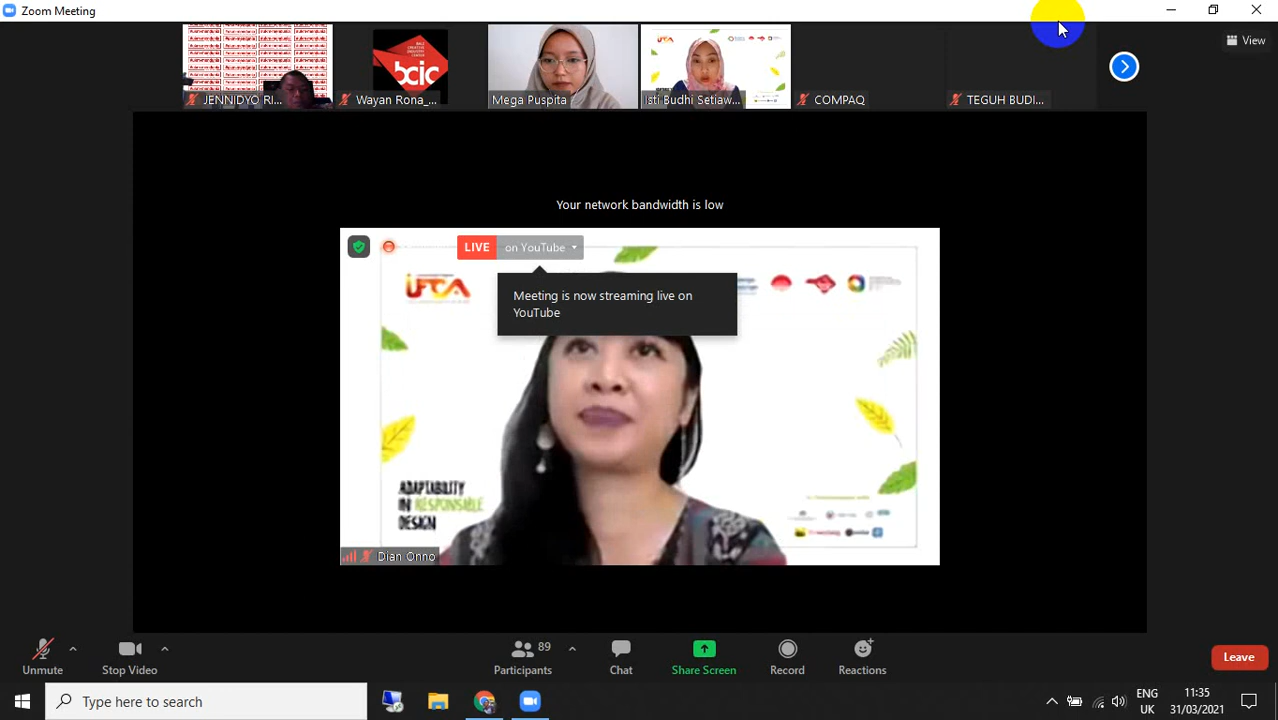 Zoom Meeting
View
JENNIDYO RI...
Wayan Rona_...
Mega Puspita
Isti Budhi Setiaw...
COMPAQ
TEGUH BUDI...
bcic
Your network bandwidth is low
LIVE on YouTube
Meeting is now streaming live on
YouTube
IFTA
ADAPTABILITY
IN RESPONSABLE
DESIGN
Dian Onno
89
Unmute
Stop Video
Participants
Chat
Share Screen
Record
Reactions
Leave
Type here to search
ENG
UK
11:35
31/03/2021